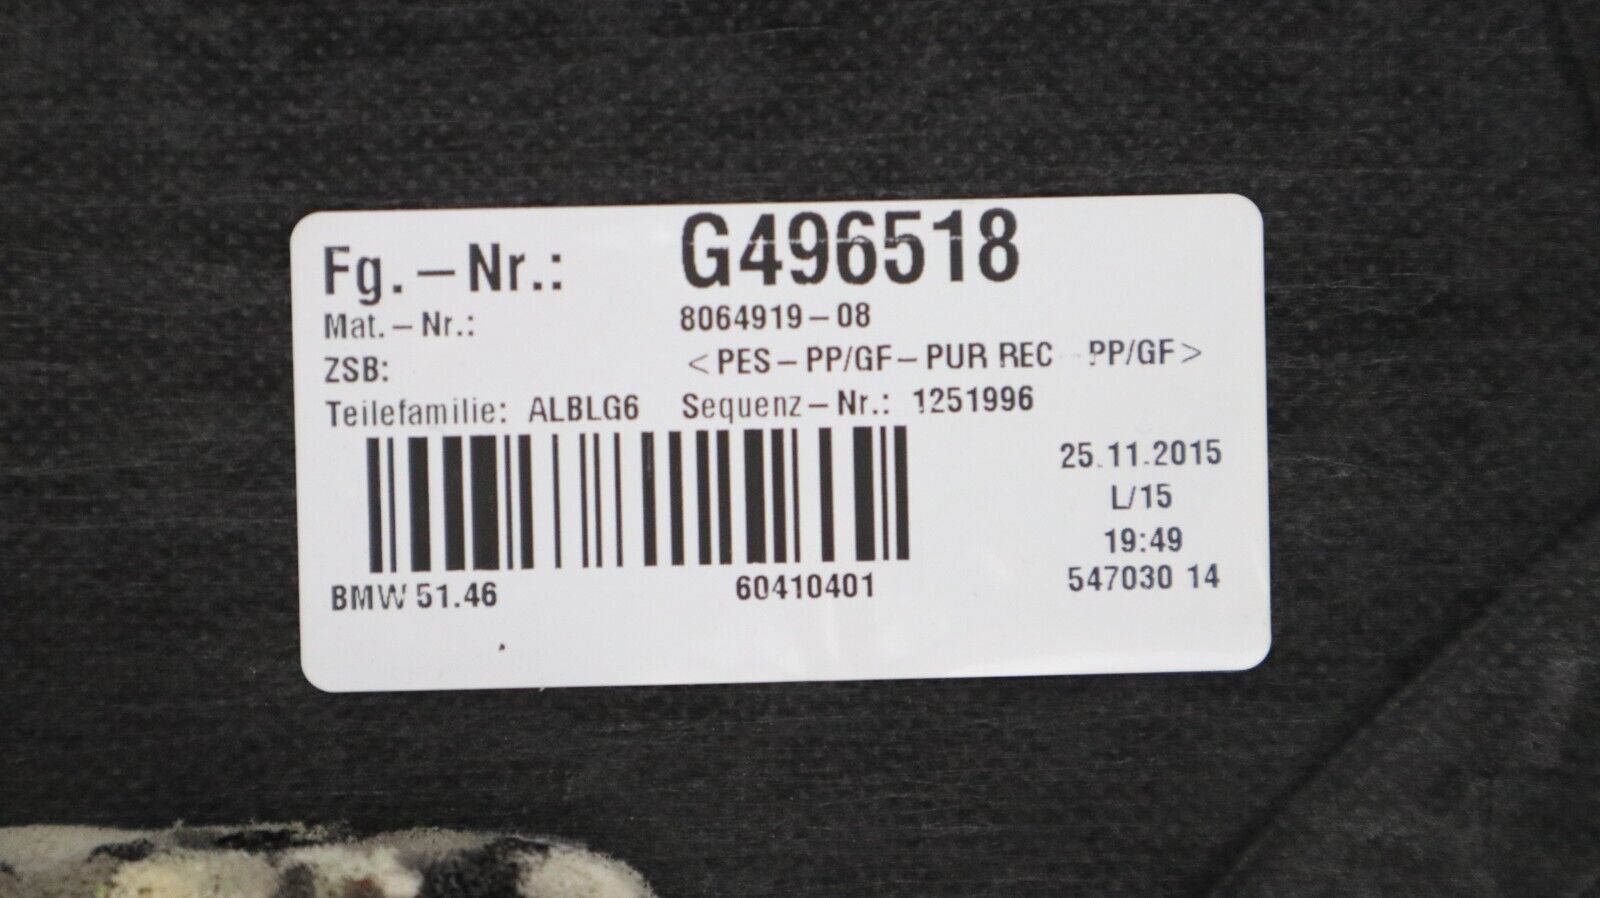 Fg.-Nr.: G496518
Mat.-Nr.: 8064919-08
ZSB: <PES-PP/GF-PUR REC PP/GF>
Teilefamilie: ALBLG6 Sequenz-Nr.: 1251996
25.11.2015
L/15
19:49
BMW 51.46 60410401 547030 14